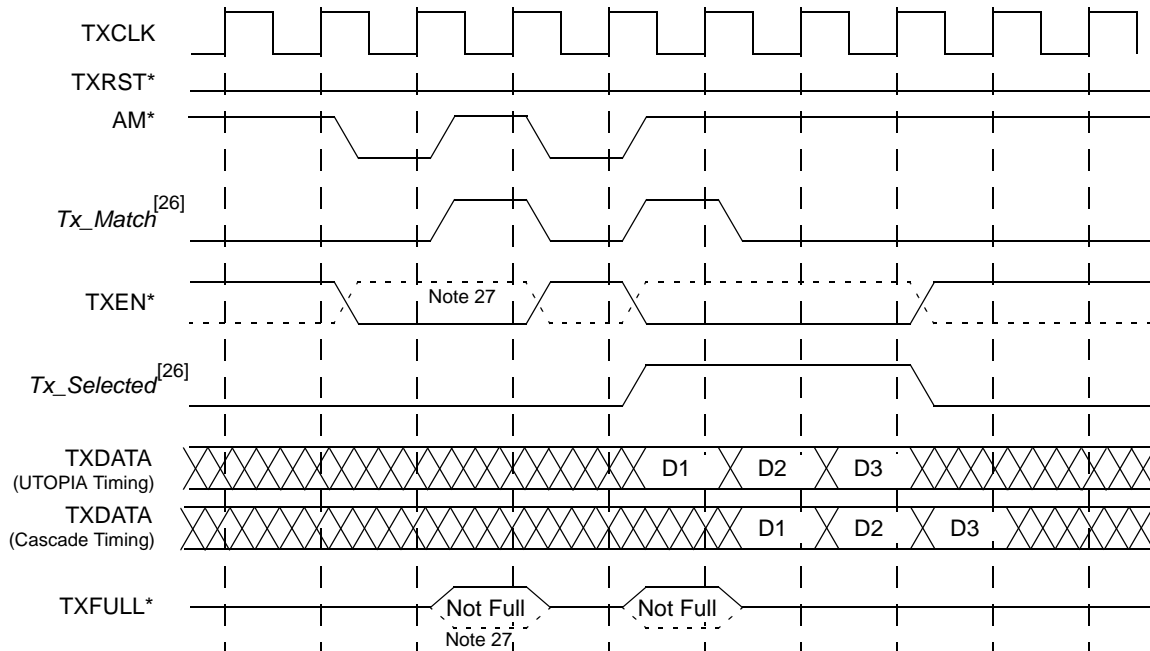 TXCLK
TXRST*
AM*
Tx_Match[26]
TXEN*
Note 27
Tx_Selected[26]
TXDATA
(UTOPIA Timing)
D1 D2 D3
TXDATA
(Cascade Timing)
D1 D2 D3
TXFULL*
Not Full Not Full
Note 27